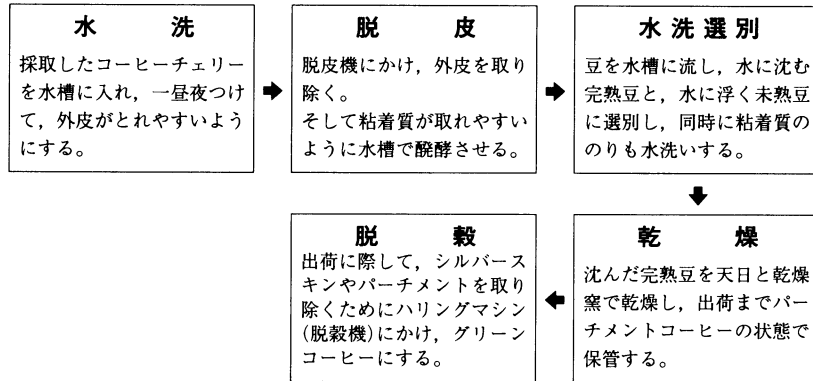 水洗
採取したコーヒーチェリー
を水槽に入れ，一昼夜つけ
て，外皮がとれやすいよう
にする。
脱皮
脱皮機にかけ，外皮を取り
除く。
そして粘着質が取れやすい
ように水槽で醗酵させる。
水洗選別
豆を水槽に流し，水に沈む
完熟豆と，水に浮く未熟豆
に選別し，同時に粘着質の
のりも水洗いする。
乾燥
沈んだ完熟豆を天日と乾燥
窯で乾燥し，出荷までパー
チメントコーヒーの状態で
保管する。
脱穀
出荷に際して，シルバース
キンやパーチメントを取り
除くためにハリングマシン
(脱穀機)にかけ，グリーン
コーヒーにする。